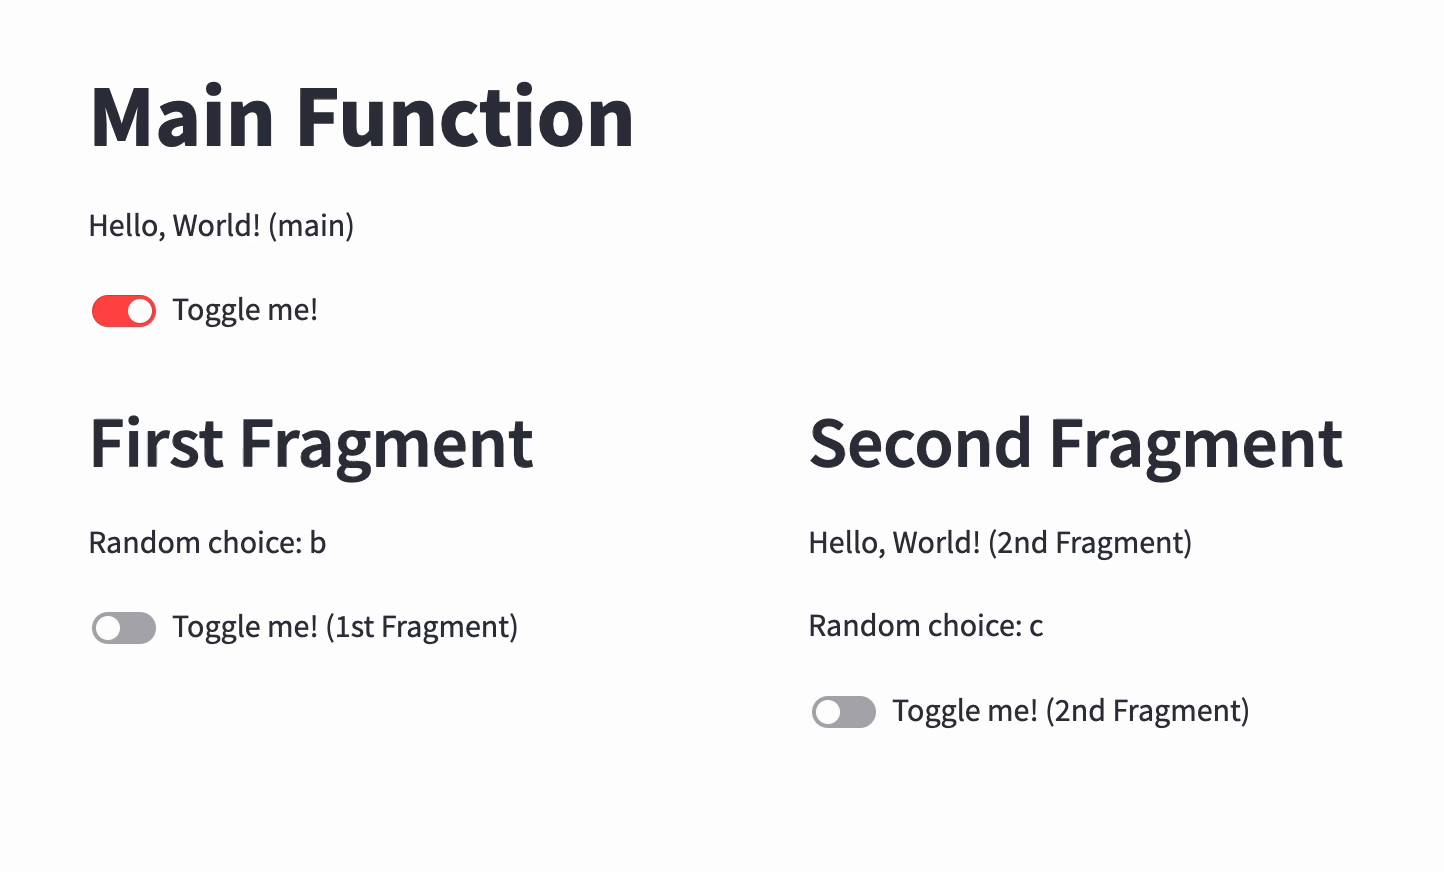 Main Function
Hello, World! (main)
Toggle me!
First Fragment
Random choice: b
Toggle me! (1st Fragment)
Second Fragment
Hello, World! (2nd Fragment)
Random choice: c
Toggle me! (2nd Fragment)